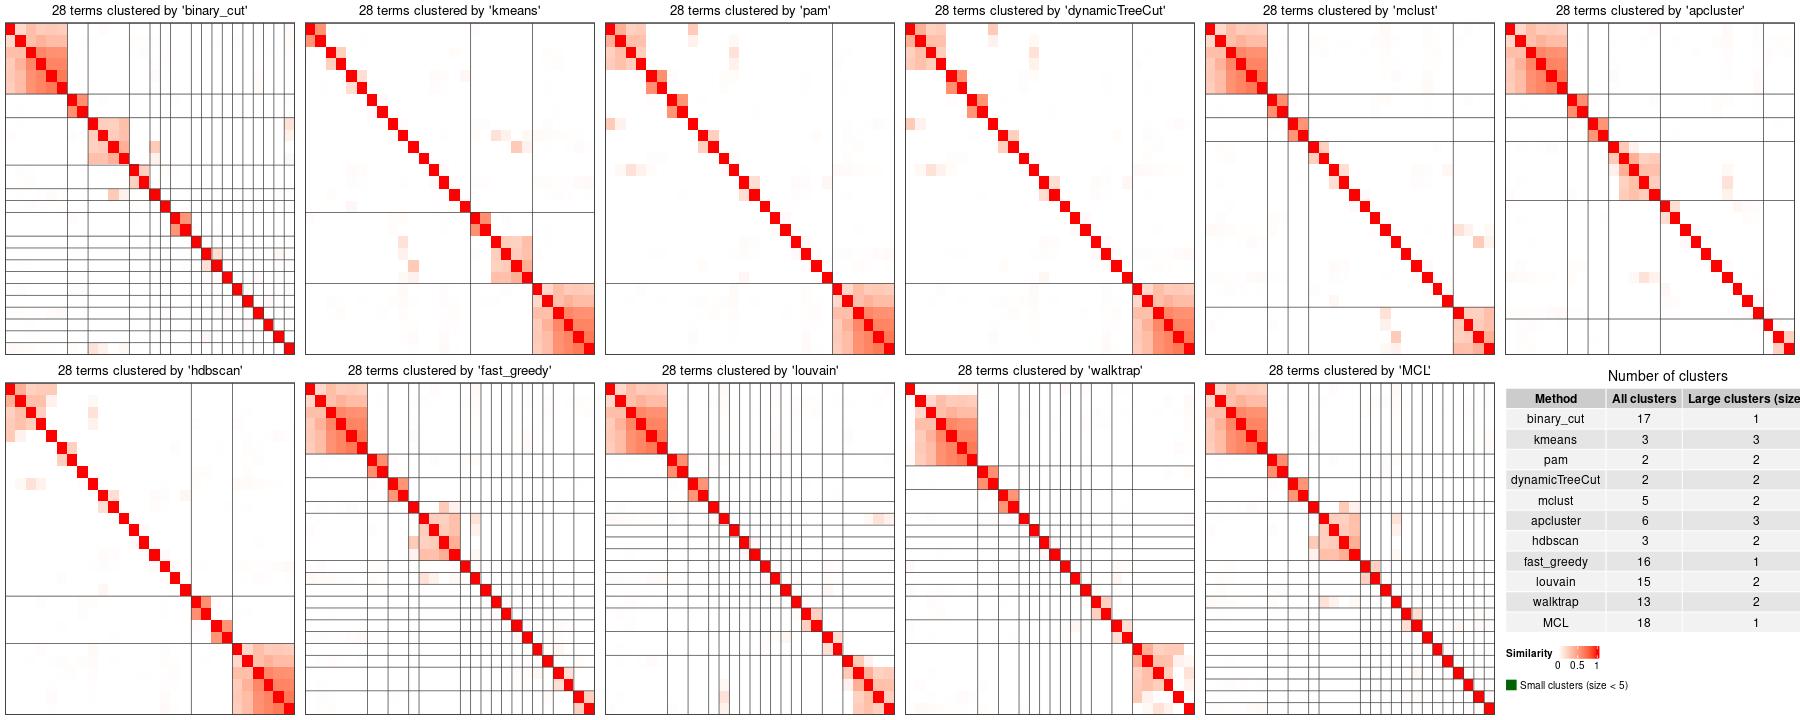 28 terms clustered by 'binary_cut'
28 terms clustered by 'kmeans'
28 terms clustered by 'pam'
28 terms clustered by 'dynamicTreeCut'
28 terms clustered by 'mclust'
28 terms clustered by 'apcluster'
28 terms clustered by 'hdbscan'
28 terms clustered by 'fast_greedy'
28 terms clustered by 'louvain'
28 terms clustered by 'walktrap'
28 terms clustered by 'MCL'
Number of clusters
Method All clusters Large clusters (size
binary_cut 17 1
kmeans 3 3
pam 2 2
dynamicTreeCut 2 2
mclust 5 2
apcluster 6 3
hdbscan 3 2
fast_greedy 16 1
louvain 15 2
walktrap 13 2
MCL 18 1
Similarity
0 0.5 1
Small clusters (size < 5)